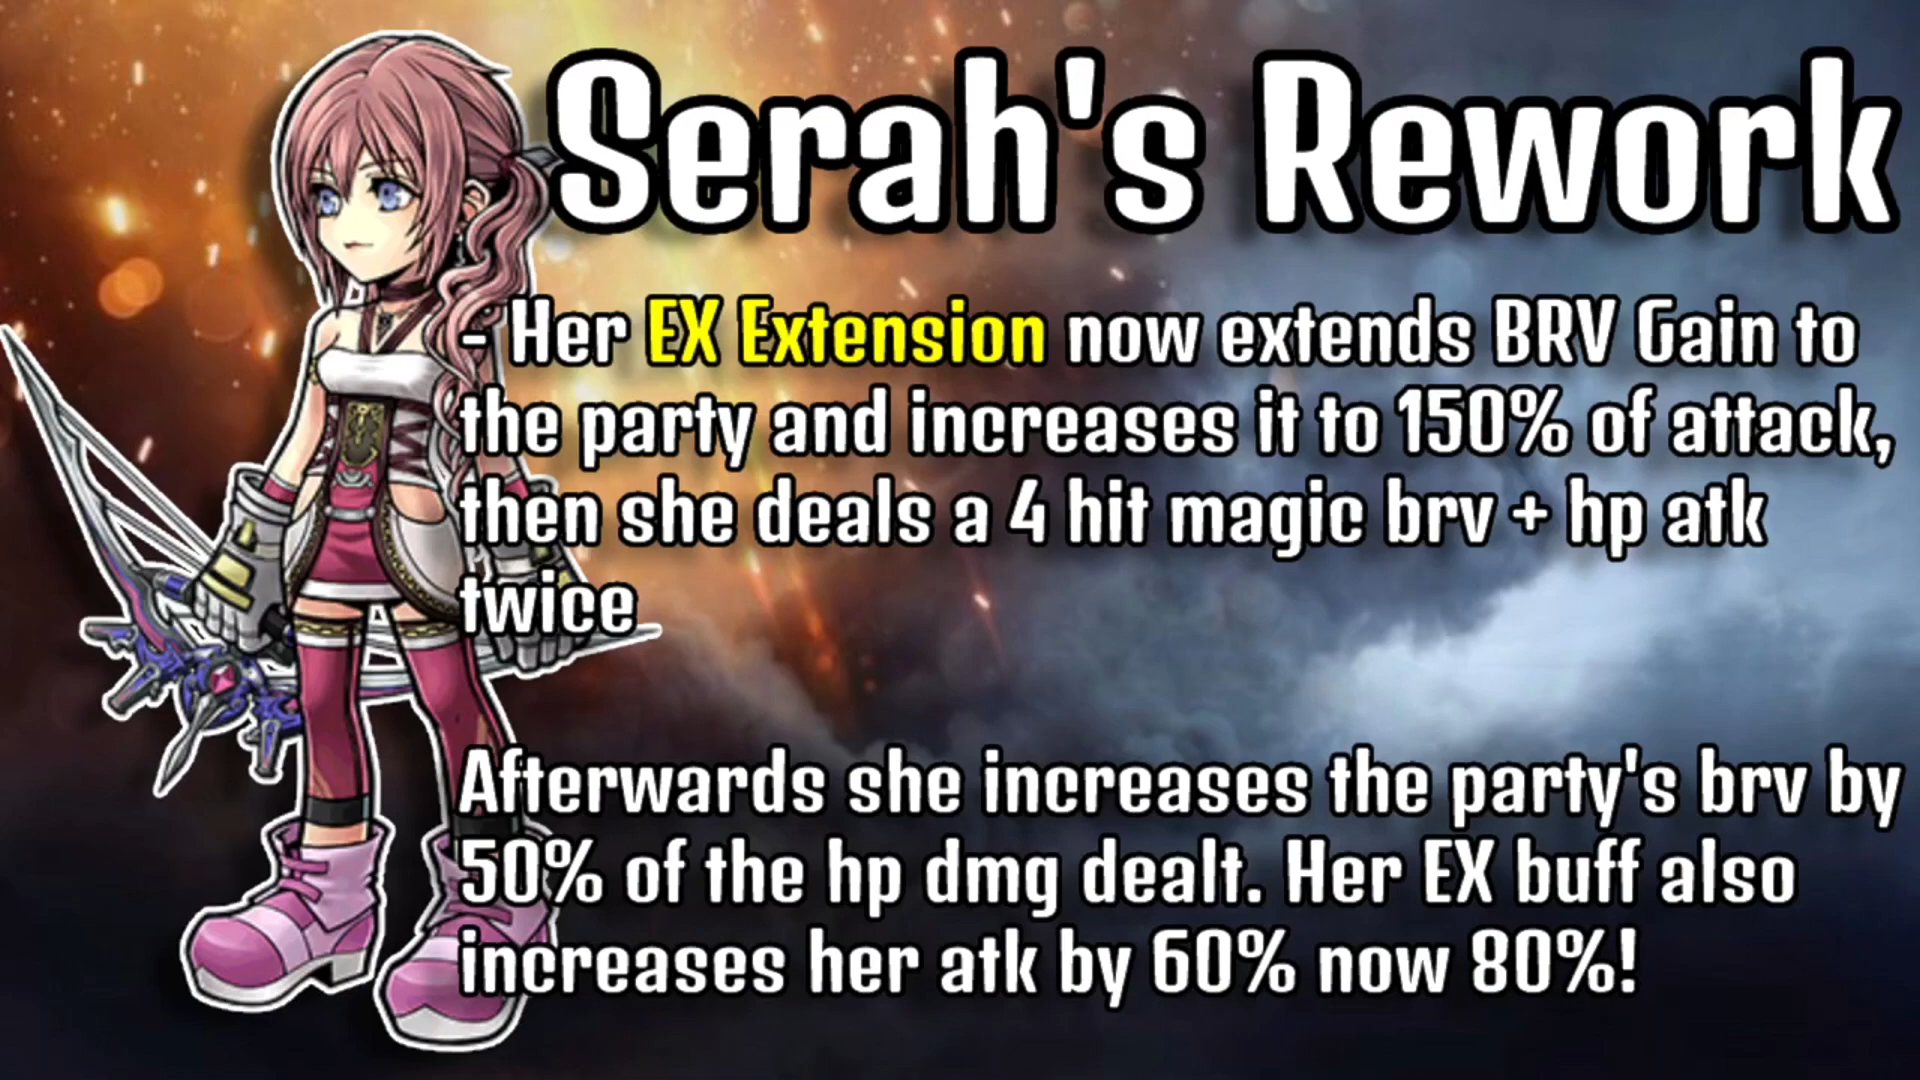 Serah's Rework
- Her EX Extension now extends BRV Gain to
the party and increases it to 150% of attack,
then she deals a 4 hit magic brv + hp atk
twice
Afterwards she increases the party's brv by
50% of the hp dmg dealt. Her EX buff also
increases her atk by 60% now 80%!